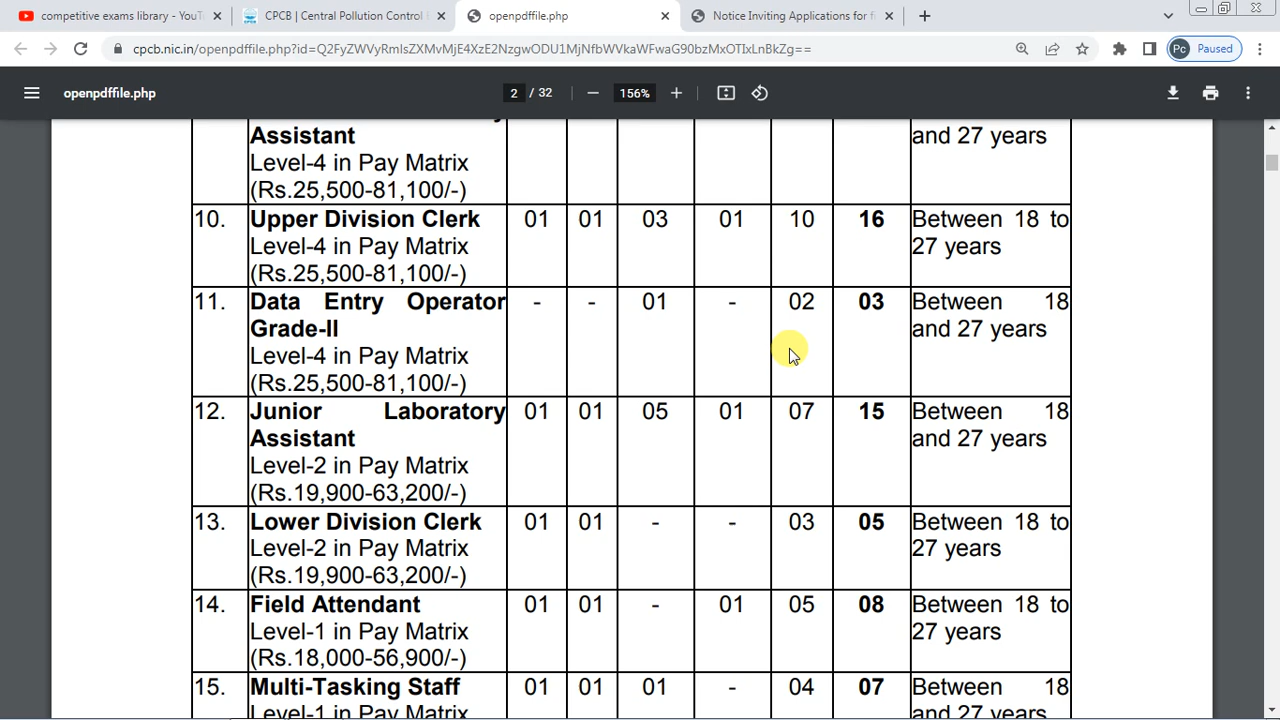 competitive exams library - YouT
CPCB | Central Pollution Control
openpdffile.php
Notice Inviting Applications for f
cpcb.nic.in/openpdffile.php?id=Q2FyZWVyRmlsZXMvMjE4XzE2NzgwODU1MjNfbWVkaWFwaG90bzMxOTIxLnBkZg==
Pc Paused
openpdffile.php
2 / 32
156%
Assistant and 27 years
Level-4 in Pay Matrix
(Rs.25,500-81,100/-)
10. Upper Division Clerk 01 01 03 01 10 16 Between 18 to
Level-4 in Pay Matrix 27 years
(Rs.25,500-81,100/-)
11. Data Entry Operator - - 01 - 02 03 Between 18
Grade-II and 27 years
Level-4 in Pay Matrix
(Rs.25,500-81,100/-)
12. Junior Laboratory 01 01 05 01 07 15 Between 18
Assistant and 27 years
Level-2 in Pay Matrix
(Rs.19,900-63,200/-)
13. Lower Division Clerk 01 01 - - 03 05 Between 18 to
Level-2 in Pay Matrix 27 years
(Rs.19,900-63,200/-)
14. Field Attendant 01 01 - 01 05 08 Between 18 to
Level-1 in Pay Matrix 27 years
(Rs.18,000-56,900/-)
15. Multi-Tasking Staff 01 01 01 - 04 07 Between 18
Level-1 in Pay Matrix and 27 years